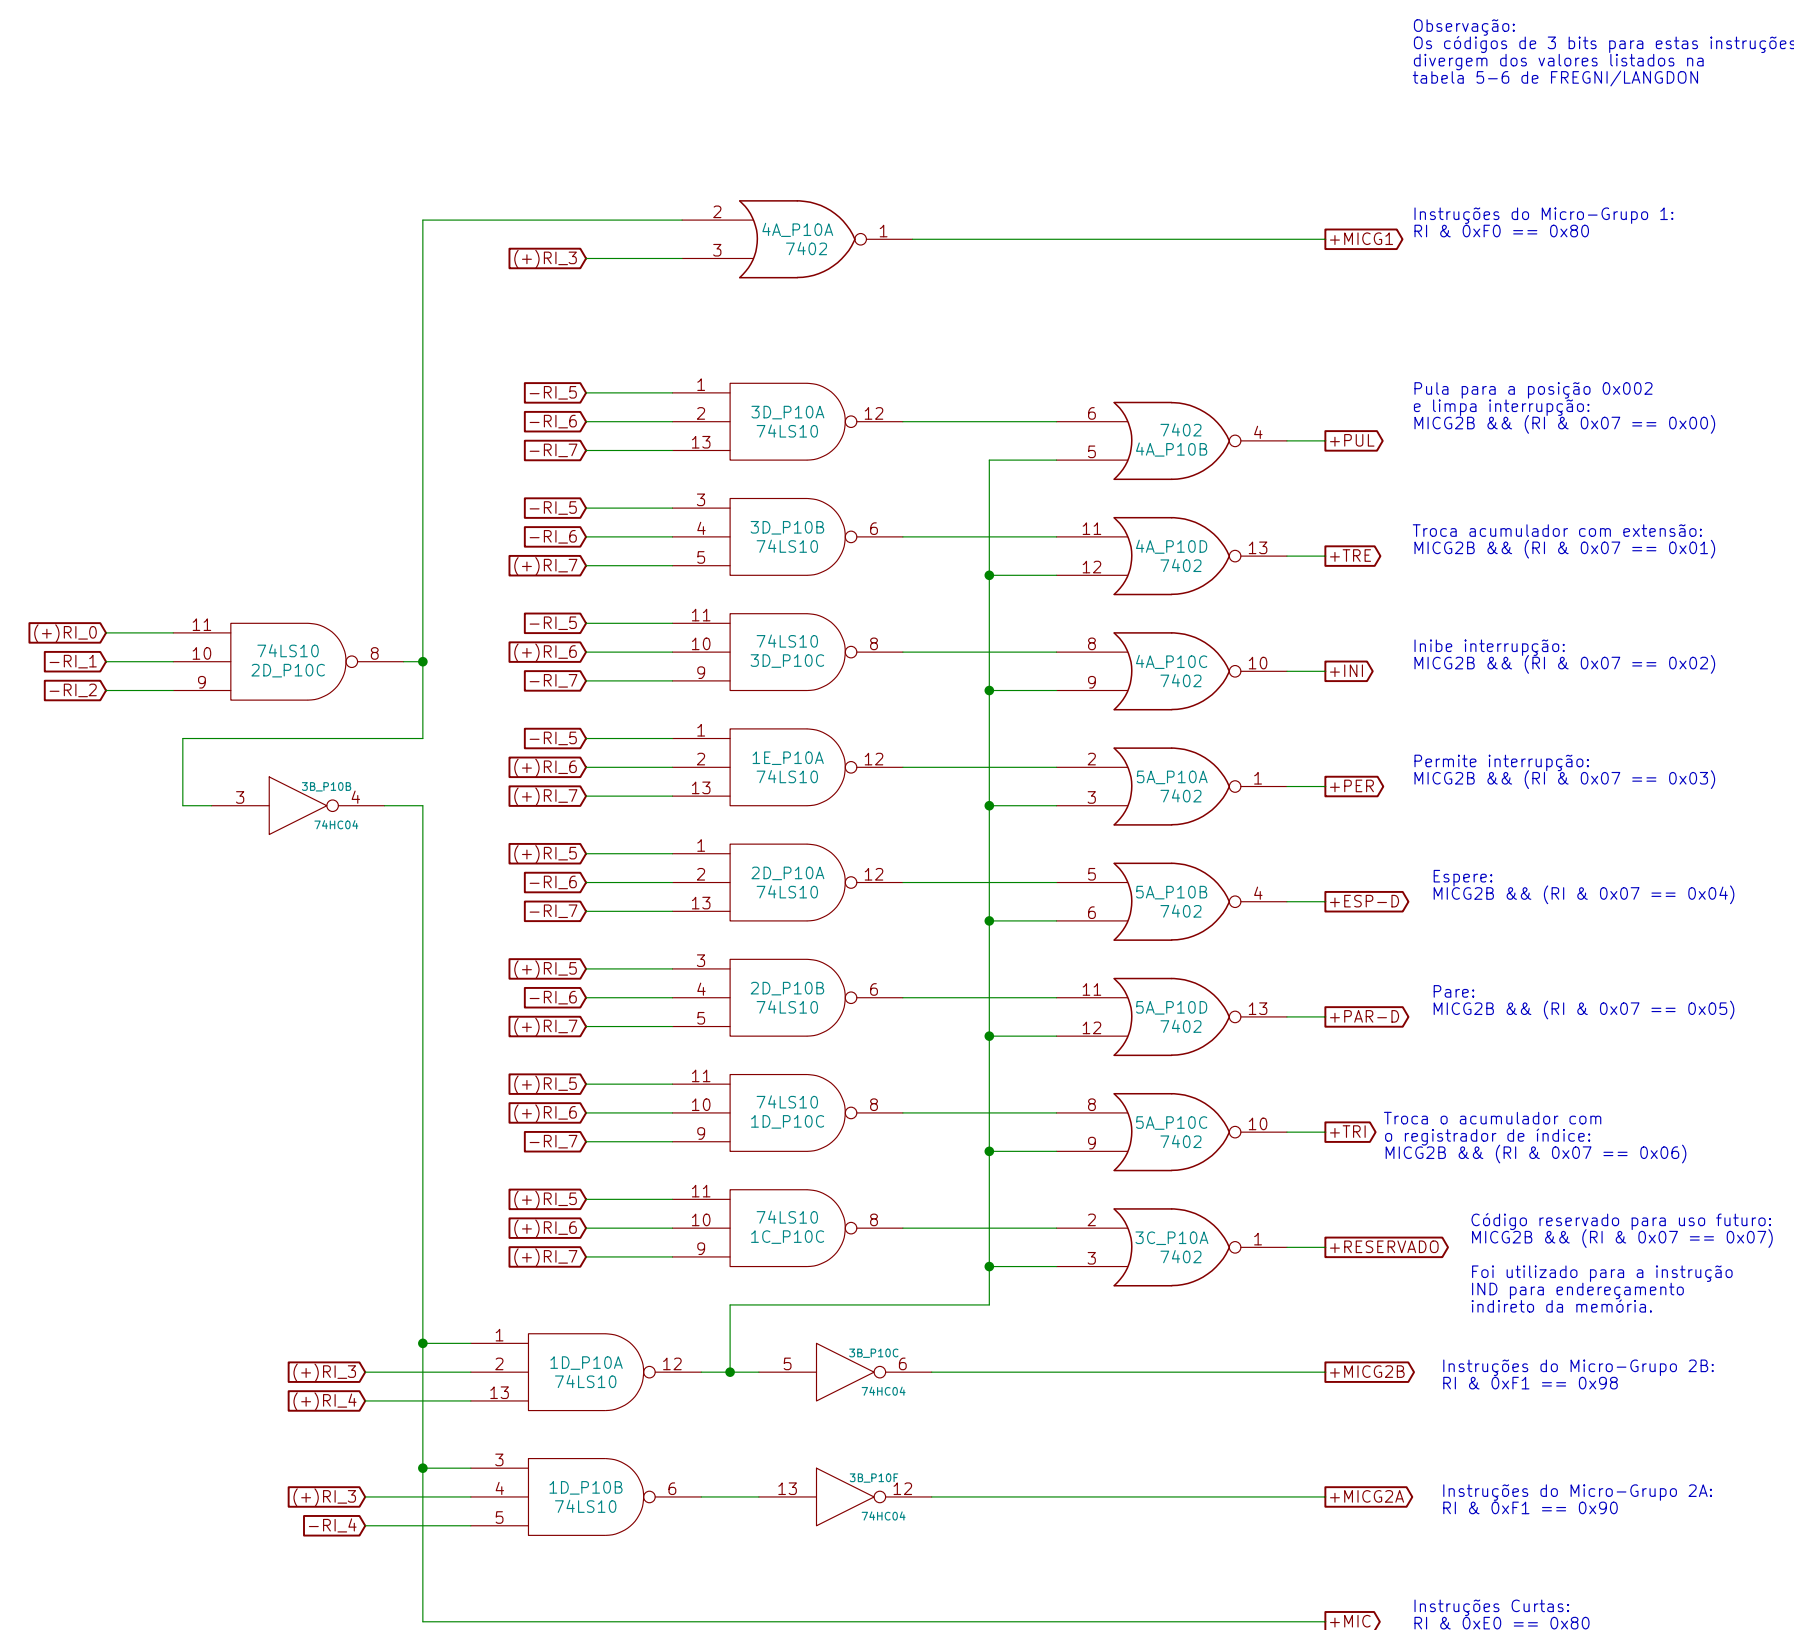 Observação:
Os códigos de 3 bits para estas instruções
divergem dos valores listados na
tabela 5-6 de FREGNI/LANGDON
2
4A_P10A
7402
1
3
(+)RI_3
+MICG1
Instruções do Micro-Grupo 1:
RI & 0xF0 == 0x80
-RI_5
-RI_6
-RI_7
1
2
13
3D_P10A
74LS10
12
6
5
7402
4A_P10B
4
+PUL
Pula para a posição 0x002
e limpa interrupção:
MICG2B && (RI & 0x07 == 0x00)
-RI_5
-RI_6
(+)RI_7
3
4
5
3D_P10B
74LS10
6
11
12
4A_P10D
7402
13
+TRE
Troca acumulador com extensão:
MICG2B && (RI & 0x07 == 0x01)
(+)RI_0
-RI_1
-RI_2
11
10
9
74LS10
2D_P10C
8
-RI_5
(+)RI_6
-RI_7
11
10
9
74LS10
3D_P10C
8
8
9
4A_P10C
7402
10
+INI
Inibe interrupção:
MICG2B && (RI & 0x07 == 0x02)
3
3B_P10B
4
74HC04
-RI_5
(+)RI_6
(+)RI_7
1
2
13
1E_P10A
74LS10
12
2
3
5A_P10A
7402
1
+PER
Permite interrupção:
MICG2B && (RI & 0x07 == 0x03)
(+)RI_5
-RI_6
-RI_7
1
2
13
2D_P10A
74LS10
12
5
6
5A_P10B
7402
4
+ESP-D
Espere:
MICG2B && (RI & 0x07 == 0x04)
(+)RI_5
-RI_6
(+)RI_7
3
4
5
2D_P10B
74LS10
6
11
12
5A_P10D
7402
13
+PAR-D
Pare:
MICG2B && (RI & 0x07 == 0x05)
(+)RI_5
(+)RI_6
-RI_7
11
10
9
74LS10
1D_P10C
8
8
9
5A_P10C
7402
10
+TRI
Troca o acumulador com
o registrador de índice:
MICG2B && (RI & 0x07 == 0x06)
(+)RI_5
(+)RI_6
(+)RI_7
11
10
9
74LS10
1C_P10C
8
2
3
3C_P10A
7402
1
+RESERVADO
Código reservado para uso futuro:
MICG2B && (RI & 0x07 == 0x07)
Foi utilizado para a instrução
IND para endereçamento
indireto da memória.
(+)RI_3
(+)RI_4
1
2
13
1D_P10A
74LS10
12
5
3B_P10C
6
74HC04
+MICG2B
Instruções do Micro-Grupo 2B:
RI & 0xF1 == 0x98
(+)RI_3
-RI_4
3
4
5
1D_P10B
74LS10
6
13
3B_P10F
12
74HC04
+MICG2A
Instruções do Micro-Grupo 2A:
RI & 0xF1 == 0x90
+MIC
Instruções Curtas:
RI & 0xE0 == 0x80